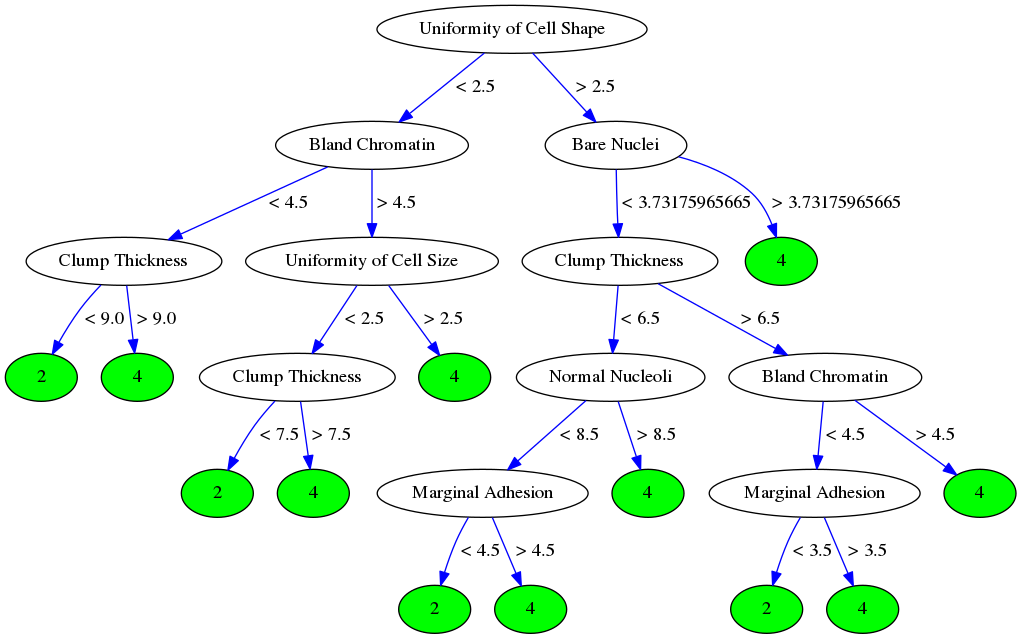 Uniformity of Cell Shape
< 2.5 > 2.5
Bland Chromatin Bare Nuclei
< 4.5 > 4.5 < 3.73175965665 > 3.73175965665
Clump Thickness Uniformity of Cell Size Clump Thickness 4
< 9.0 > 9.0 < 2.5 > 2.5 < 6.5 > 6.5
2 4 Clump Thickness 4 Normal Nucleoli Bland Chromatin
< 7.5 > 7.5 < 8.5 > 8.5 < 4.5 > 4.5
2 4 Marginal Adhesion 4 Marginal Adhesion 4
< 4.5 > 4.5 < 3.5 > 3.5
2 4 2 4